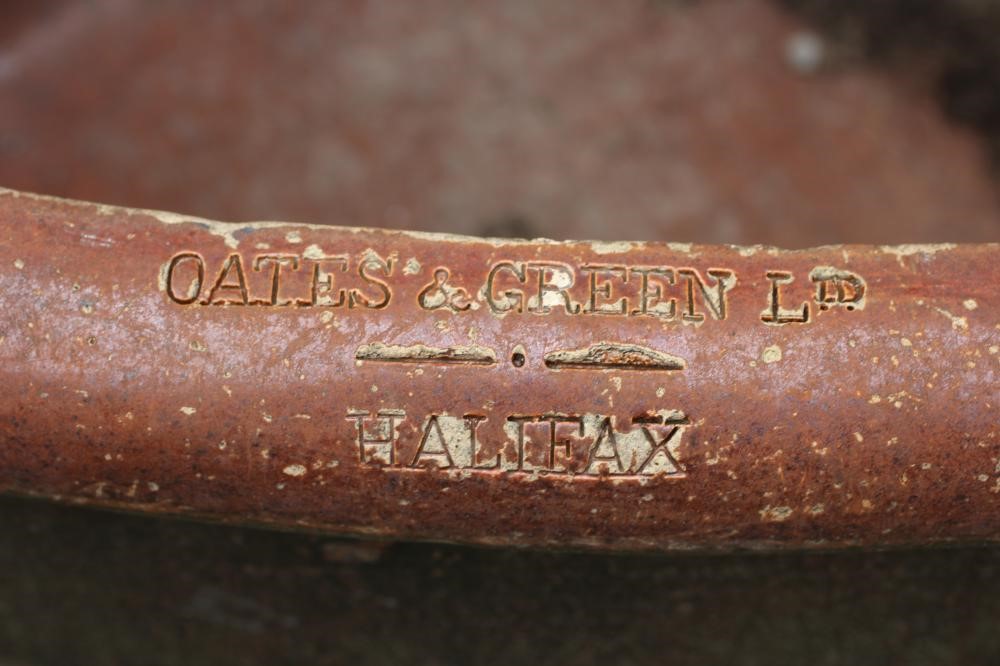 OATES & GREEN LTD
HALIFAX